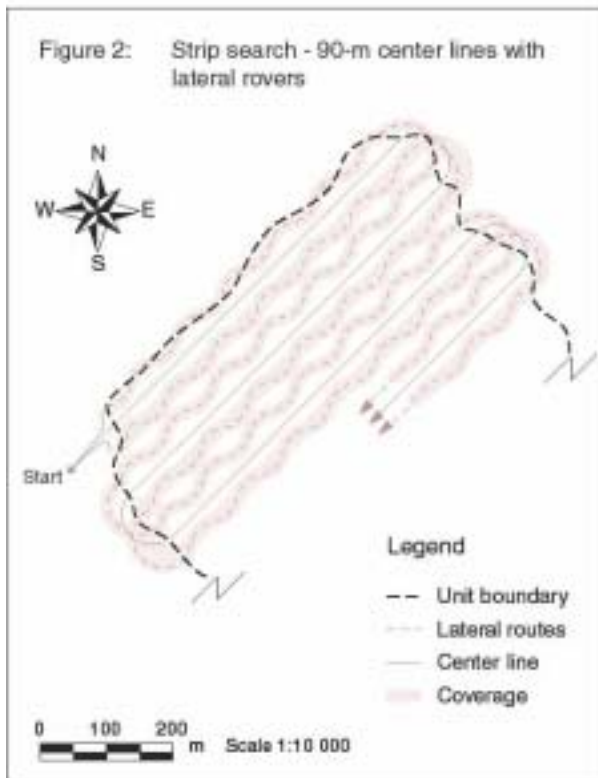 Figure 2: Strip search - 90-m center lines with
lateral rovers
N
W E
S
Start
Legend
Unit boundary
Lateral routes
Center line
Coverage
0 100 200
m Scale 1:10 000